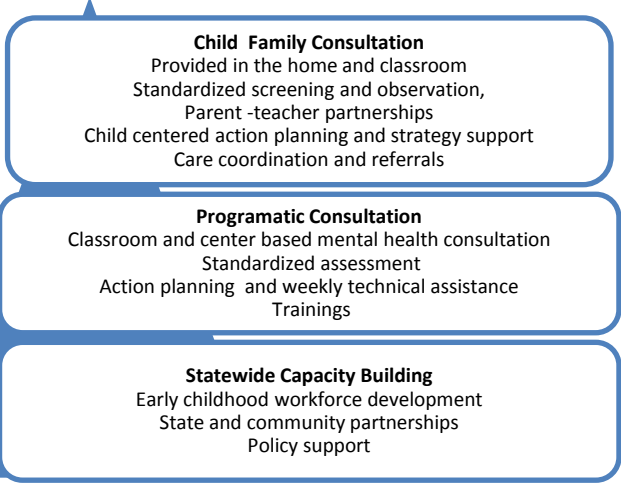 Child  Family Consultation
Provided in the home and classroom
Standardized screening and observation,
Parent -teacher partnerships
Child centered action planning and strategy support
Care coordination and referrals
Programatic Consultation
Classroom and center based mental health consultation
Standardized assessment
Action planning  and weekly technical assistance
Trainings
Statewide Capacity Building
Early childhood workforce development
State and community partnerships
Policy support